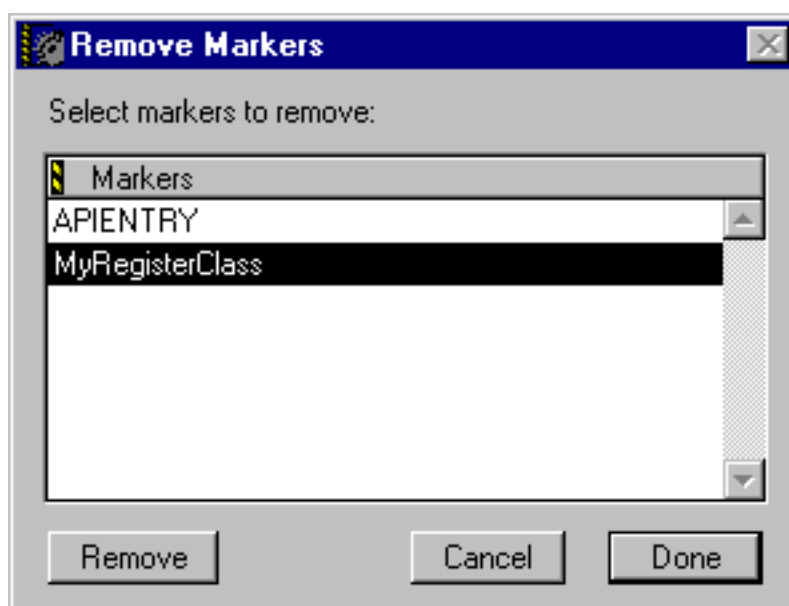 Remove Markers
Select markers to remove:
Markers
APIENTRY
MyRegisterClass
Remove Cancel Done